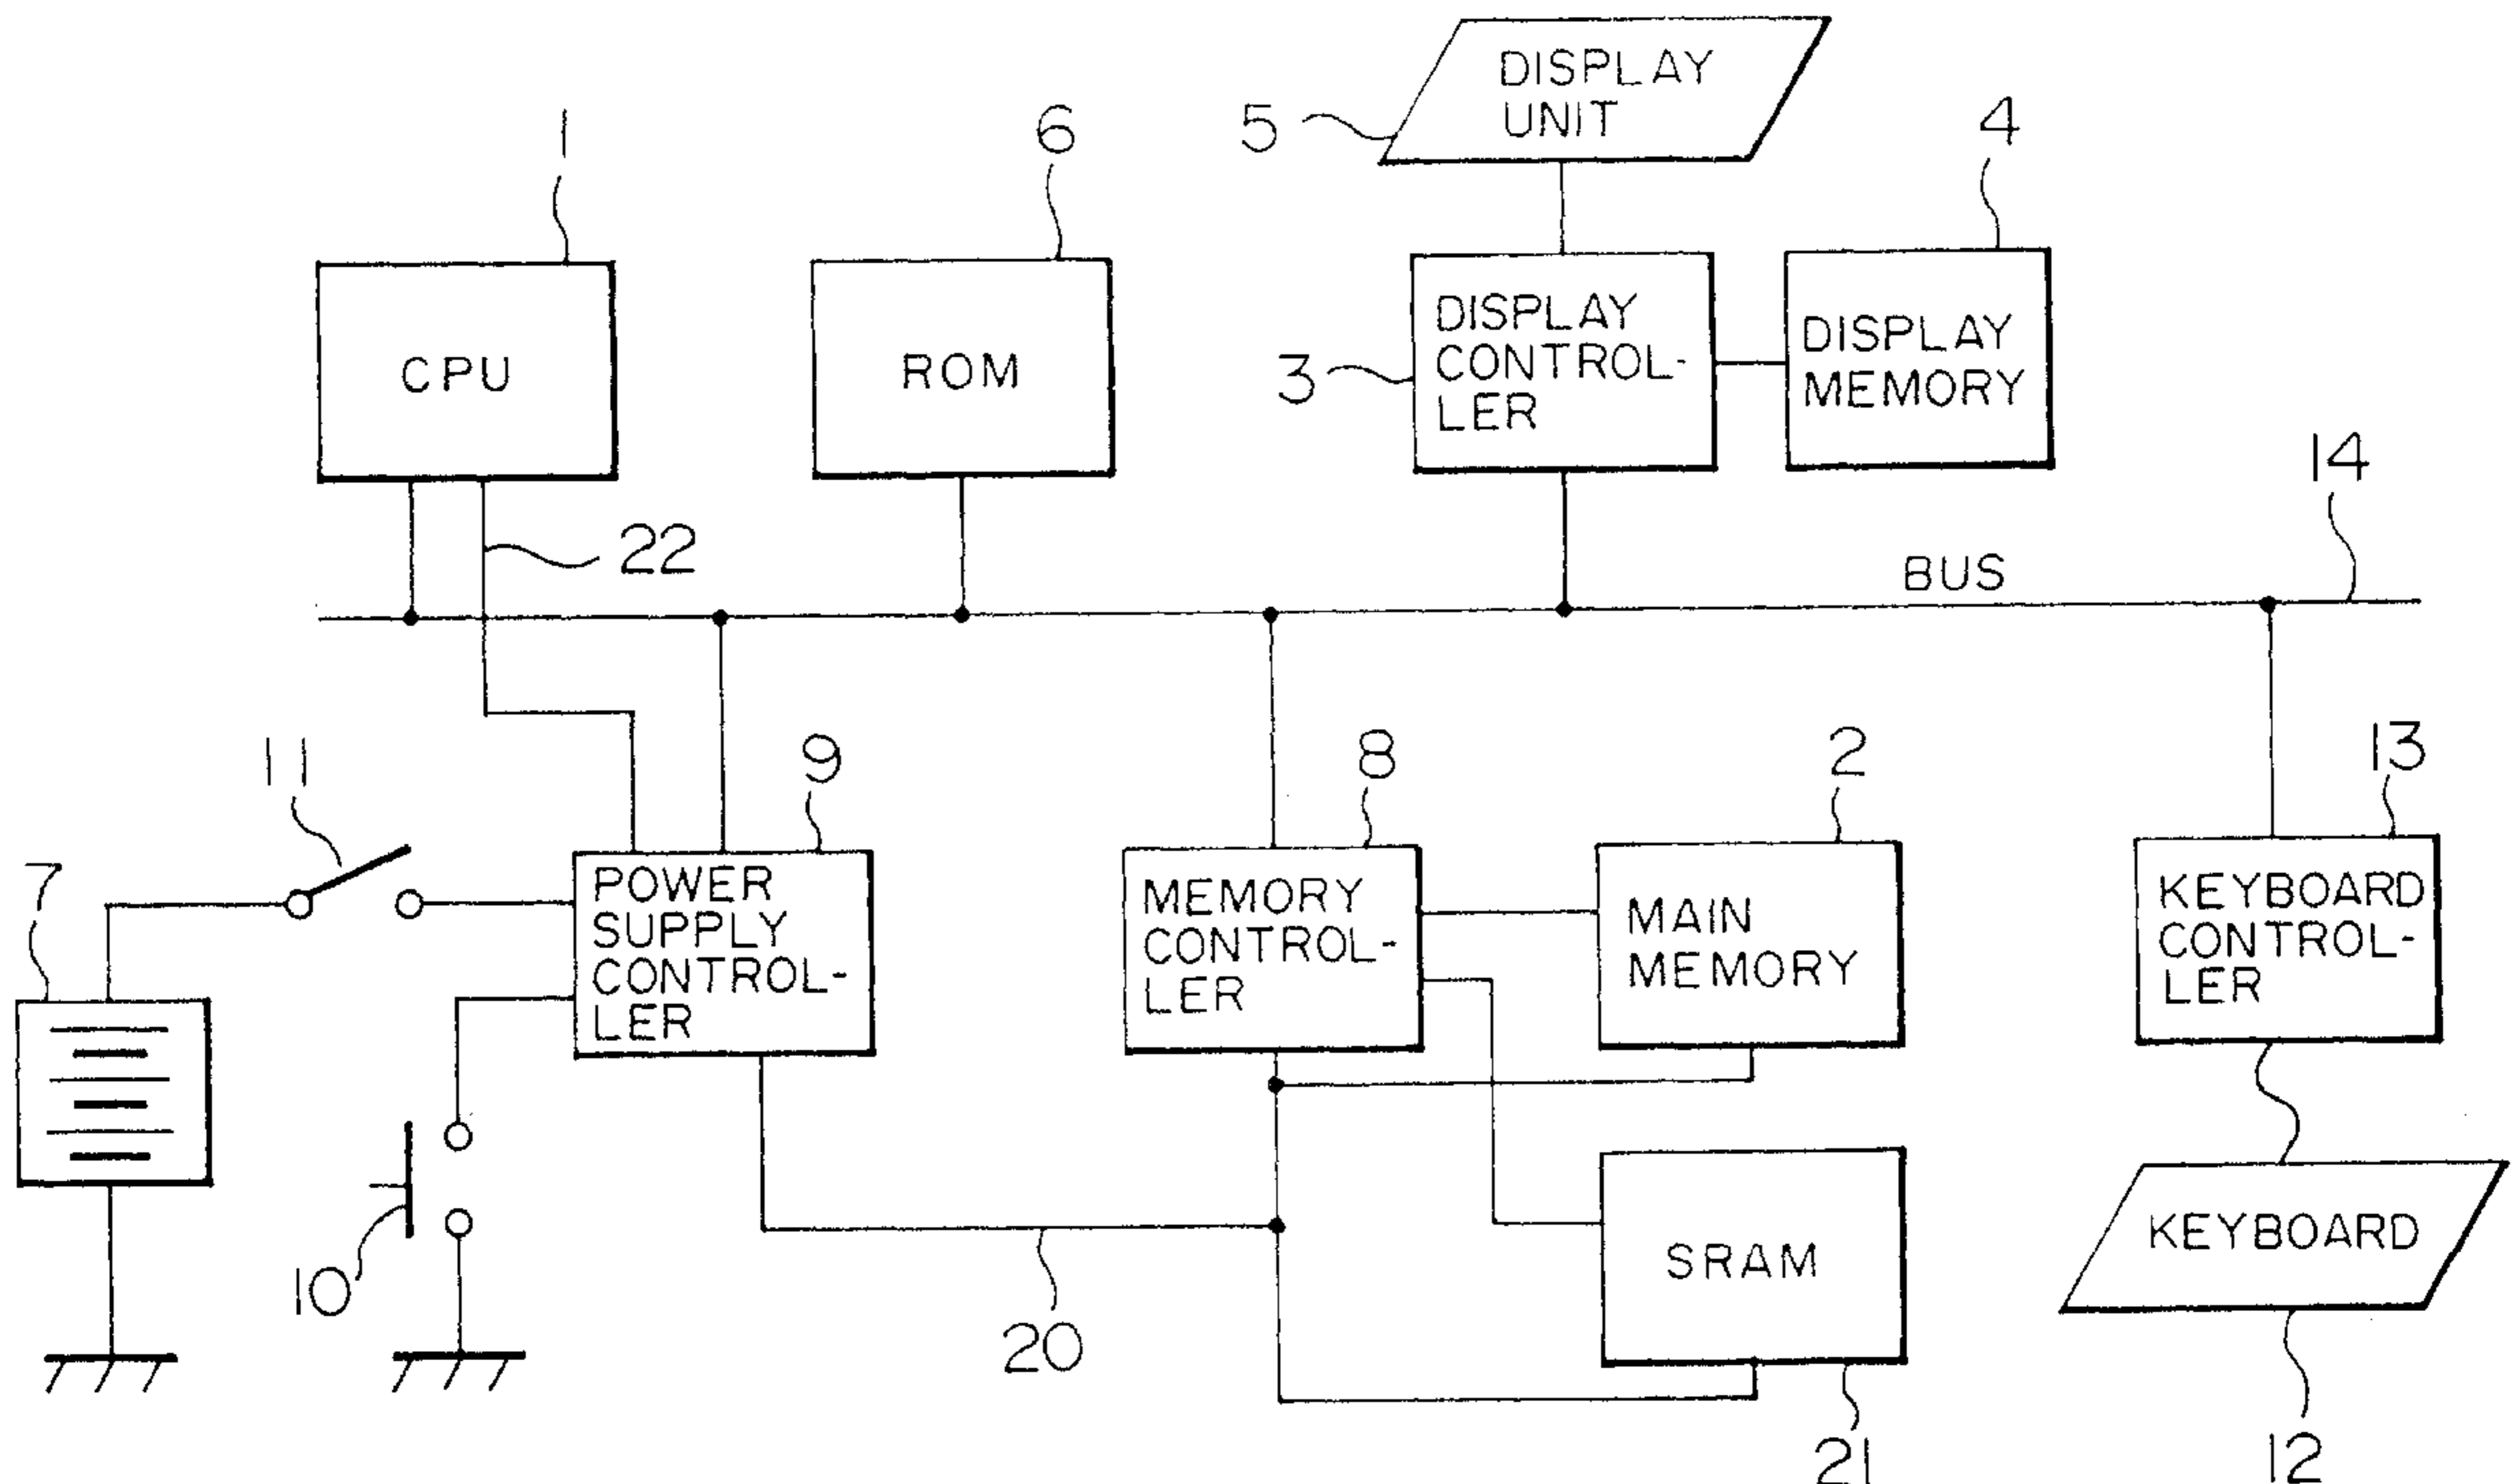 DISPLAY
UNIT
5
4
1
6
CPU
ROM
3
DISPLAY
CONTROL-
LER
DISPLAY
MEMORY
14
22
BUS
11
9
8
2
13
7
POWER
SUPPLY
CONTROL-
LER
MEMORY
CONTROL-
LER
MAIN
MEMORY
KEYBOARD
CONTROL-
LER
10
20
SRAM
KEYBOARD
21
12